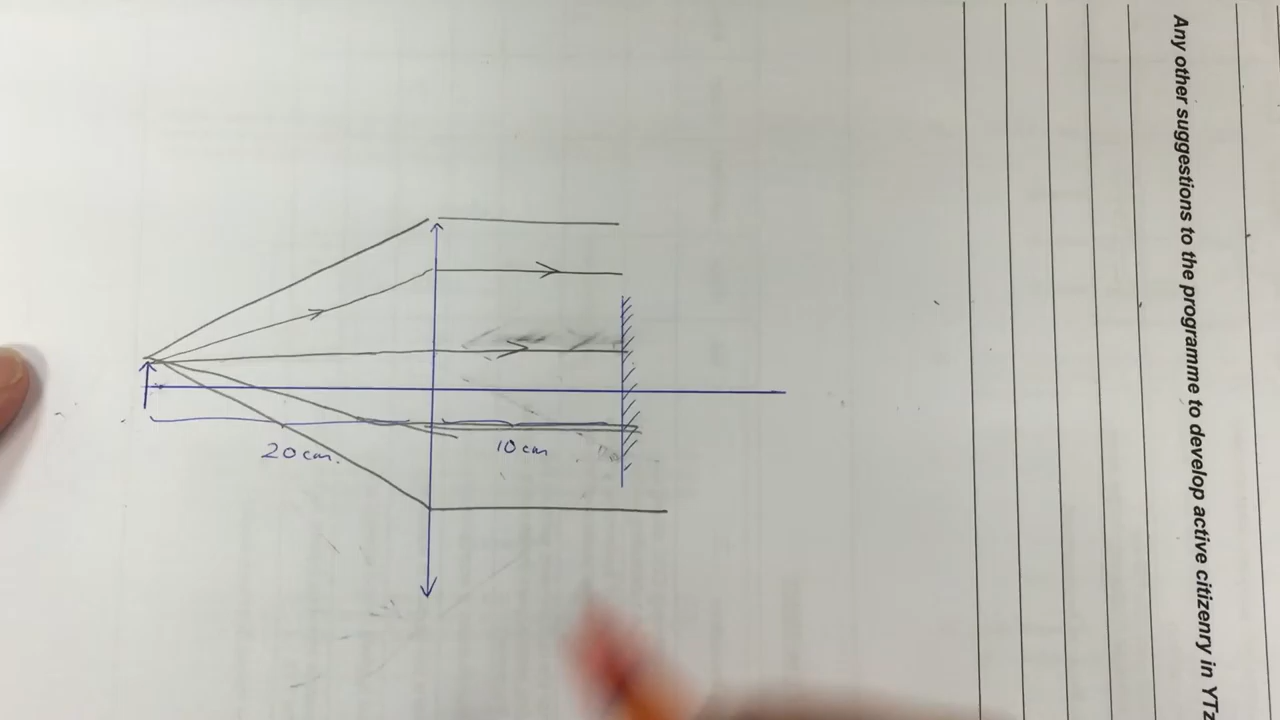 20 cm.
10 cm
Any other suggestions to the programme to develop active citizenry in YTz